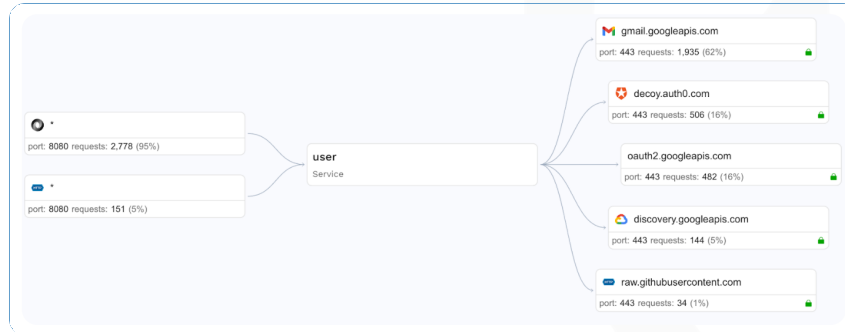 *
port: 8080 requests: 2,778 (95%)
*
port: 8080 requests: 151 (5%)
user
Service
gmail.googleapis.com
port: 443 requests: 1,935 (62%)
decoy.auth0.com
port: 443 requests: 506 (16%)
oauth2.googleapis.com
port: 443 requests: 482 (16%)
discovery.googleapis.com
port: 443 requests: 144 (5%)
raw.githubusercontent.com
port: 443 requests: 34 (1%)